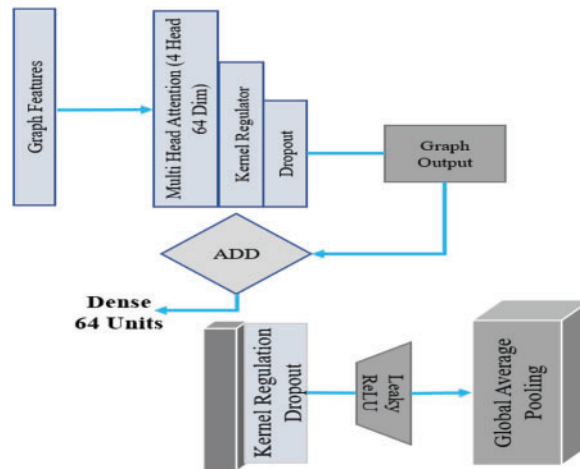 Graph Features
Multi Head Attention (4 Head
64 Dim)
Kernel Regulator
Dropout
Graph
Output
ADD
Dense
64 Units
Kernel Regulation
Dropout
Leaky
ReLU
Global Average
Pooling